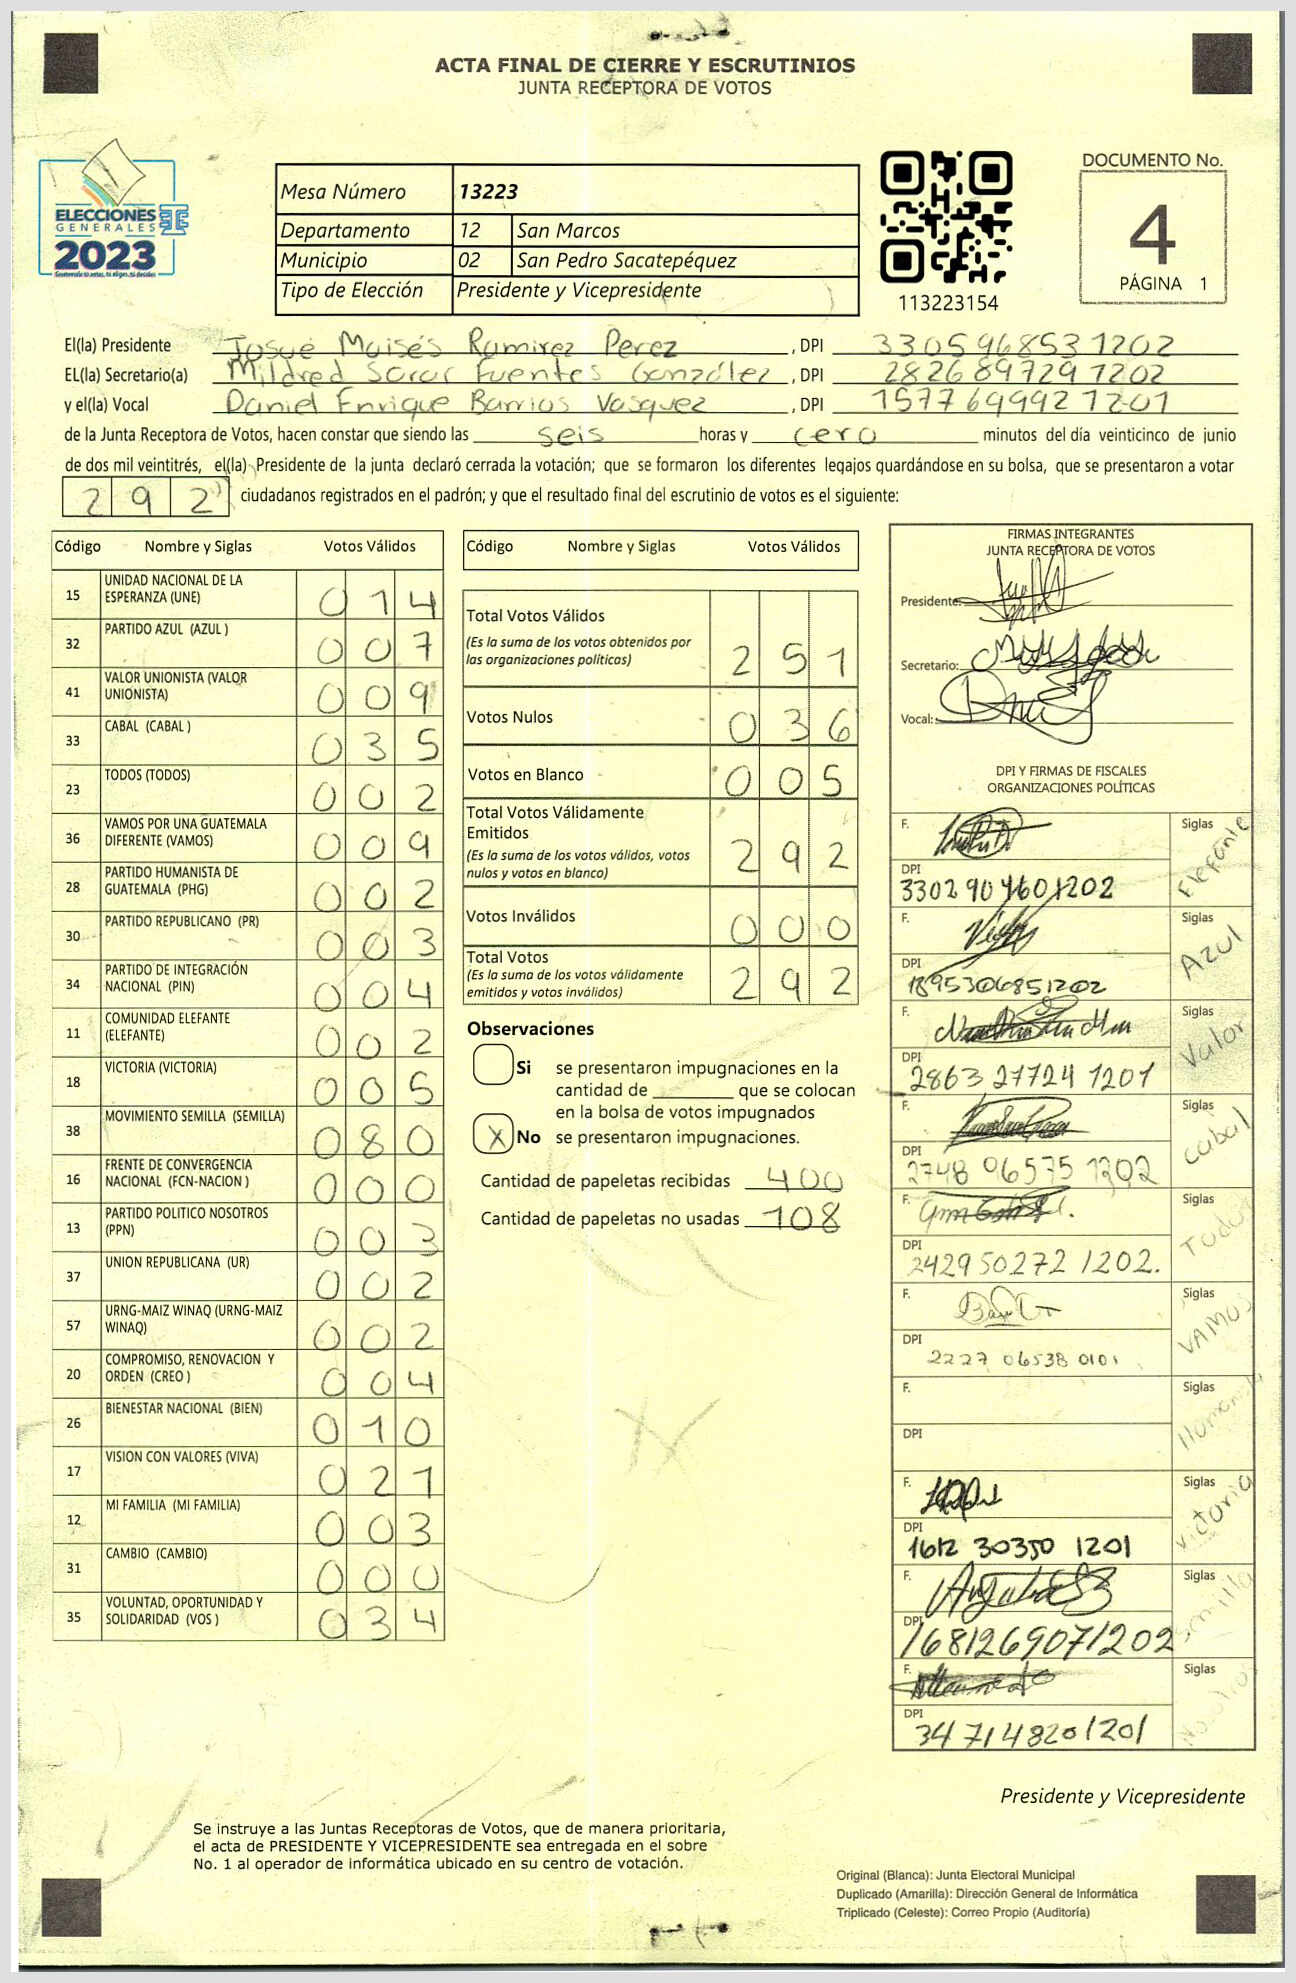 ACTA FINAL DE CIERRE Y ESCRUTINIOS
JUNTA RECEPTORA DE VOTOS
ELECCIONES
GENERALES
2023
Mesa Número 13223
Departamento 12 San Marcos
Municipio 02 San Pedro Sacatepéquez
Tipo de Elección Presidente y Vicepresidente
113223154
DOCUMENTO No.
4
PÁGINA 1
El(la) Presidente Josué Moisés Ramirez Perez , DPI 3305968531202
EL(la) Secretario(a) Mildred Sarai Fuentes González , DPI 2826897291202
y el(la) Vocal Daniel Enrique Barrios Vasquez , DPI 1577699921201
de la Junta Receptora de Votos, hacen constar que siendo las seis horas y cero minutos del día veinticinco de junio
de dos mil veintitrés, el(la) Presidente de la junta declaró cerrada la votación; que se formaron los diferentes legajos guardándose en su bolsa, que se presentaron a votar
292 ciudadanos registrados en el padrón; y que el resultado final del escrutinio de votos es el siguiente:
Código Nombre y Siglas Votos Válidos
15 UNIDAD NACIONAL DE LA
ESPERANZA (UNE) 014
32 PARTIDO AZUL (AZUL ) 007
41 VALOR UNIONISTA (VALOR
UNIONISTA) 009
33 CABAL (CABAL ) 035
23 TODOS (TODOS) 002
36 VAMOS POR UNA GUATEMALA
DIFERENTE (VAMOS) 009
28 PARTIDO HUMANISTA DE
GUATEMALA (PHG) 002
30 PARTIDO REPUBLICANO (PR) 003
34 PARTIDO DE INTEGRACIÓN
NACIONAL (PIN) 004
11 COMUNIDAD ELEFANTE
(ELEFANTE) 002
18 VICTORIA (VICTORIA) 005
38 MOVIMIENTO SEMILLA (SEMILLA) 080
16 FRENTE DE CONVERGENCIA
NACIONAL (FCN-NACION ) 000
13 PARTIDO POLITICO NOSOTROS
(PPN) 003
37 UNION REPUBLICANA (UR) 002
57 URNG-MAIZ WINAQ (URNG-MAIZ
WINAQ) 002
20 COMPROMISO, RENOVACION Y
ORDEN (CREO ) 004
26 BIENESTAR NACIONAL (BIEN) 010
17 VISION CON VALORES (VIVA) 021
12 MI FAMILIA (MI FAMILIA) 003
31 CAMBIO (CAMBIO) 000
35 VOLUNTAD, OPORTUNIDAD Y
SOLIDARIDAD (VOS ) 034
Código Nombre y Siglas Votos Válidos
Total Votos Válidos
(Es la suma de los votos obtenidos por
las organizaciones políticas) 251
Votos Nulos 036
Votos en Blanco 005
Total Votos Válidamente
Emitidos
(Es la suma de los votos válidos, votos
nulos y votos en blanco) 292
Votos Inválidos 000
Total Votos
(Es la suma de los votos válidamente
emitidos y votos inválidos) 292
Observaciones
Si se presentaron impugnaciones en la
cantidad de ________ que se colocan
en la bolsa de votos impugnados
X No se presentaron impugnaciones.
Cantidad de papeletas recibidas 400
Cantidad de papeletas no usadas 108
FIRMAS INTEGRANTES
JUNTA RECEPTORA DE VOTOS
Presidente:
Secretario:
Vocal:
DPI Y FIRMAS DE FISCALES
ORGANIZACIONES POLÍTICAS
F. Siglas Elefante
DPI
F. Siglas Azul
DPI
1895306851202
F. Siglas Valor
DPI
2863 27724 1201
F. Siglas Cabal
DPI
2748 06575 1202
F. Siglas Todos
DPI
242950272 1202.
F. Siglas VAMOS
DPI
2227 06538 0101
F. Siglas
DPI
F. Siglas Victoria
DPI
1612 30350 1201
F. Siglas Semilla
DPI
1681269071202
F. Siglas
DPI
347148201201
Presidente y Vicepresidente
Se instruye a las Juntas Receptoras de Votos, que de manera prioritaria,
el acta de PRESIDENTE Y VICEPRESIDENTE sea entregada en el sobre
No. 1 al operador de informática ubicado en su centro de votación.
Original (Blanca): Junta Electoral Municipal
Duplicado (Amarilla): Dirección General de Informática
Triplicado (Celeste): Correo Propio (Auditoría)